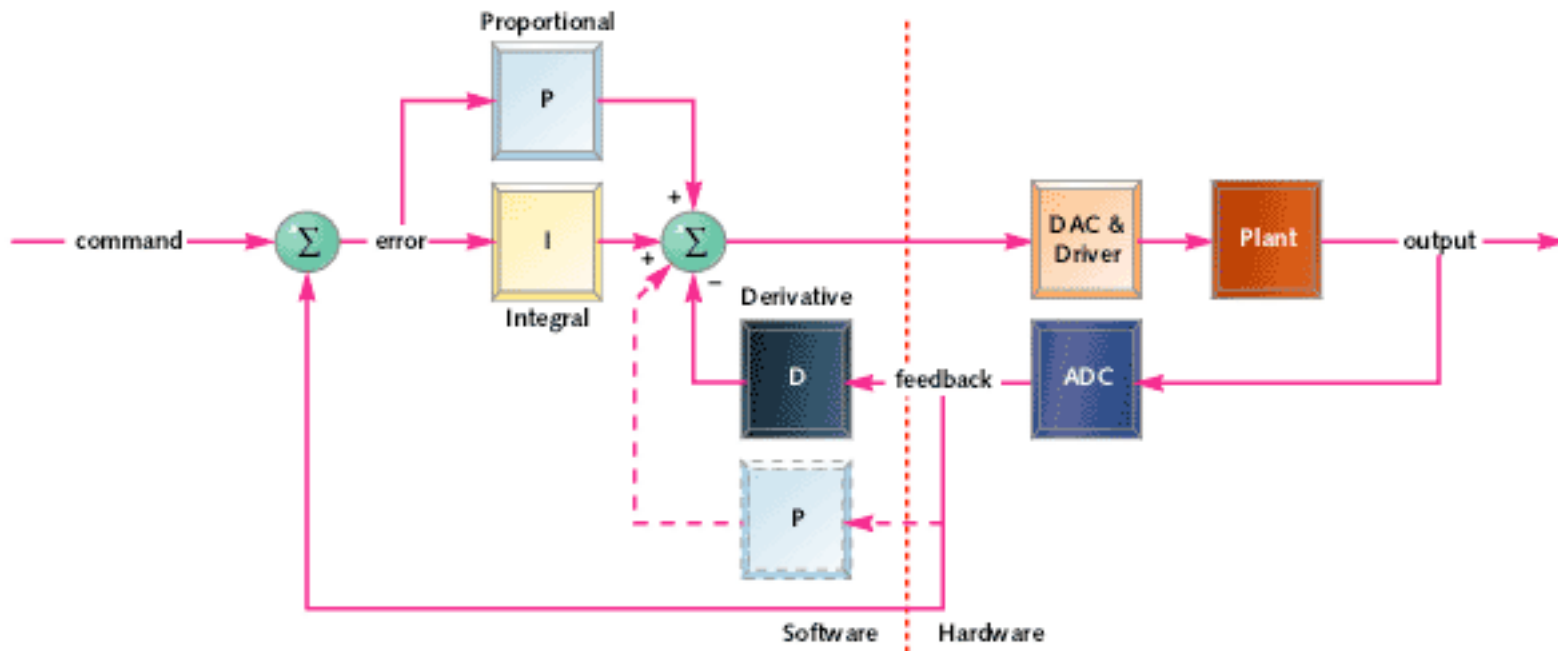 Proportional
P
command
Σ
error
I
Integral
+
+
Σ
−
Derivative
D
feedback
P
DAC &
Driver
Plant
output
ADC
Software
Hardware